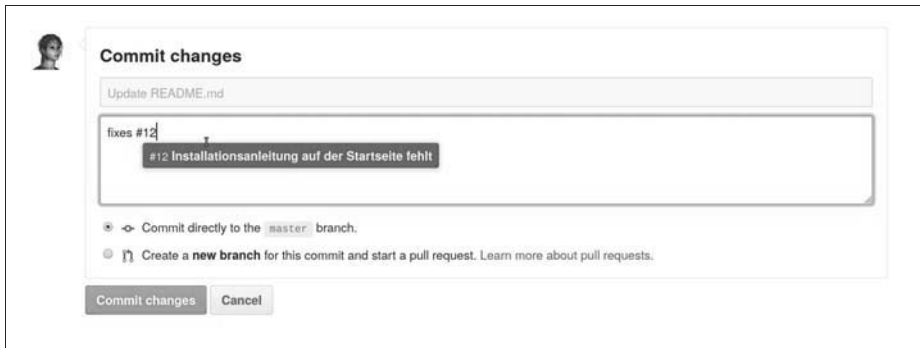 Commit changes
Update README.md
fixes #12
#12 Installationsanleitung auf der Startseite fehlt
Commit directly to the master branch.
Create a new branch for this commit and start a pull request. Learn more about pull requests.
Commit changes Cancel